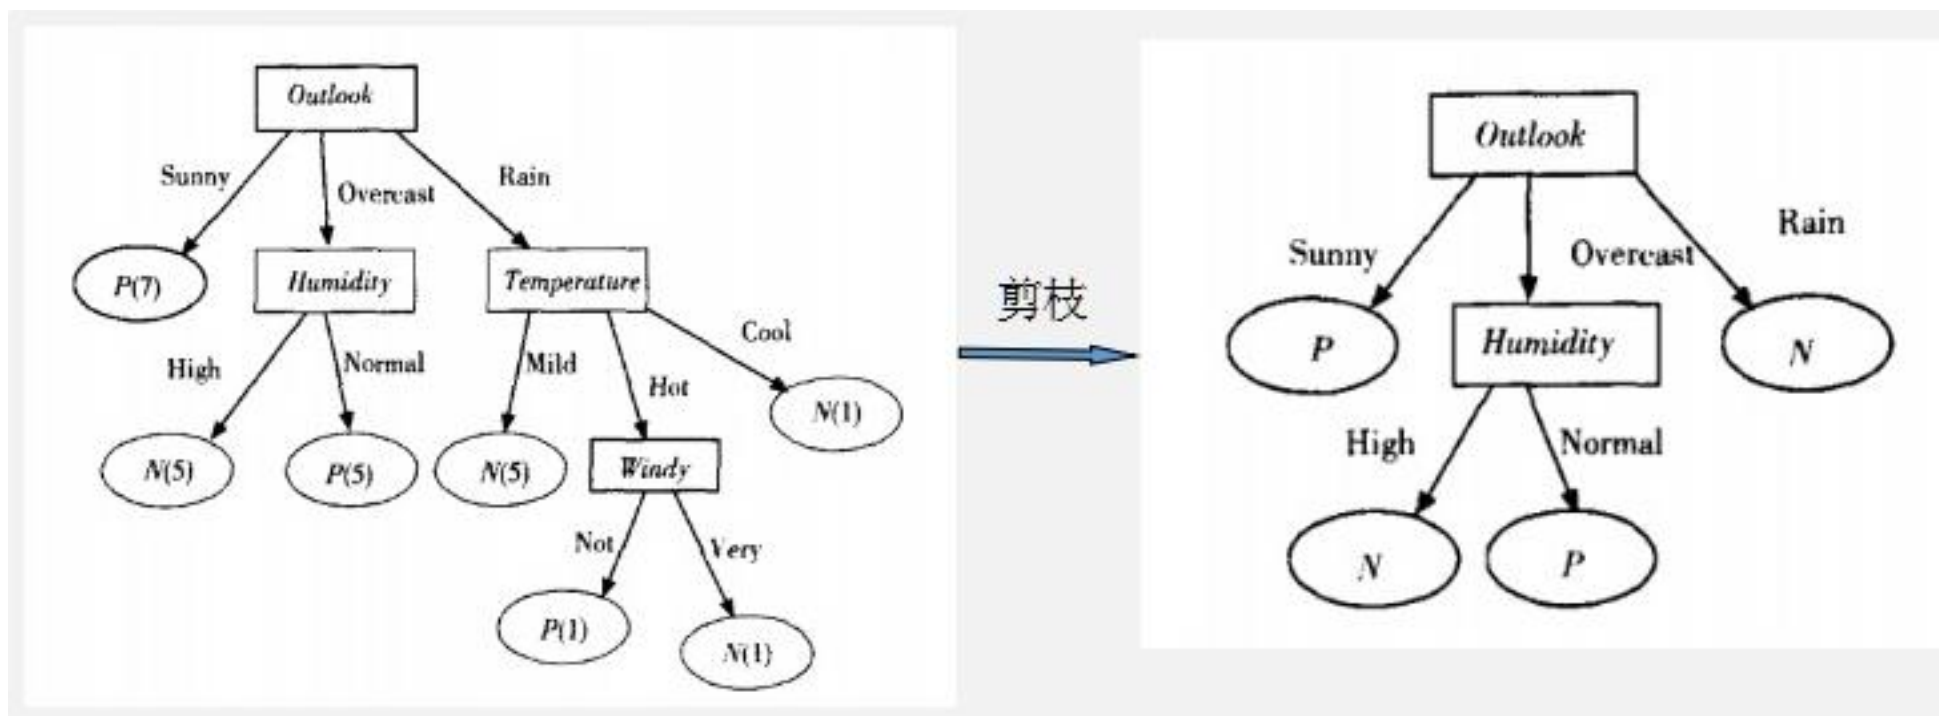 Outlook
Sunny
Overcast
Rain
P(7)
Humidity
Temperature
High
Normal
Mild
Hot
Cool
N(5)
P(5)
N(5)
Windy
N(1)
Not
Very
P(1)
N(1)
剪枝
Outlook
Sunny
Overcast
Rain
P
Humidity
N
High
Normal
N
P